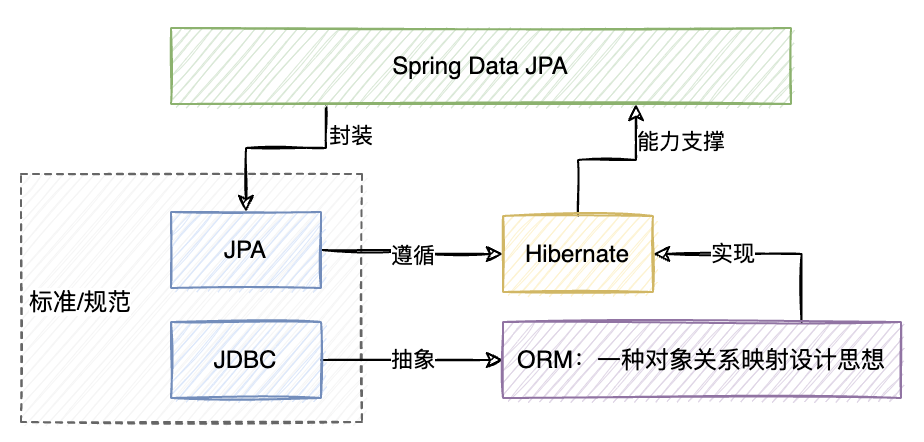 Spring Data JPA
封装
能力支撑
JPA
遵循
Hibernate
实现
标准/规范
JDBC
抽象
ORM：一种对象关系映射设计思想